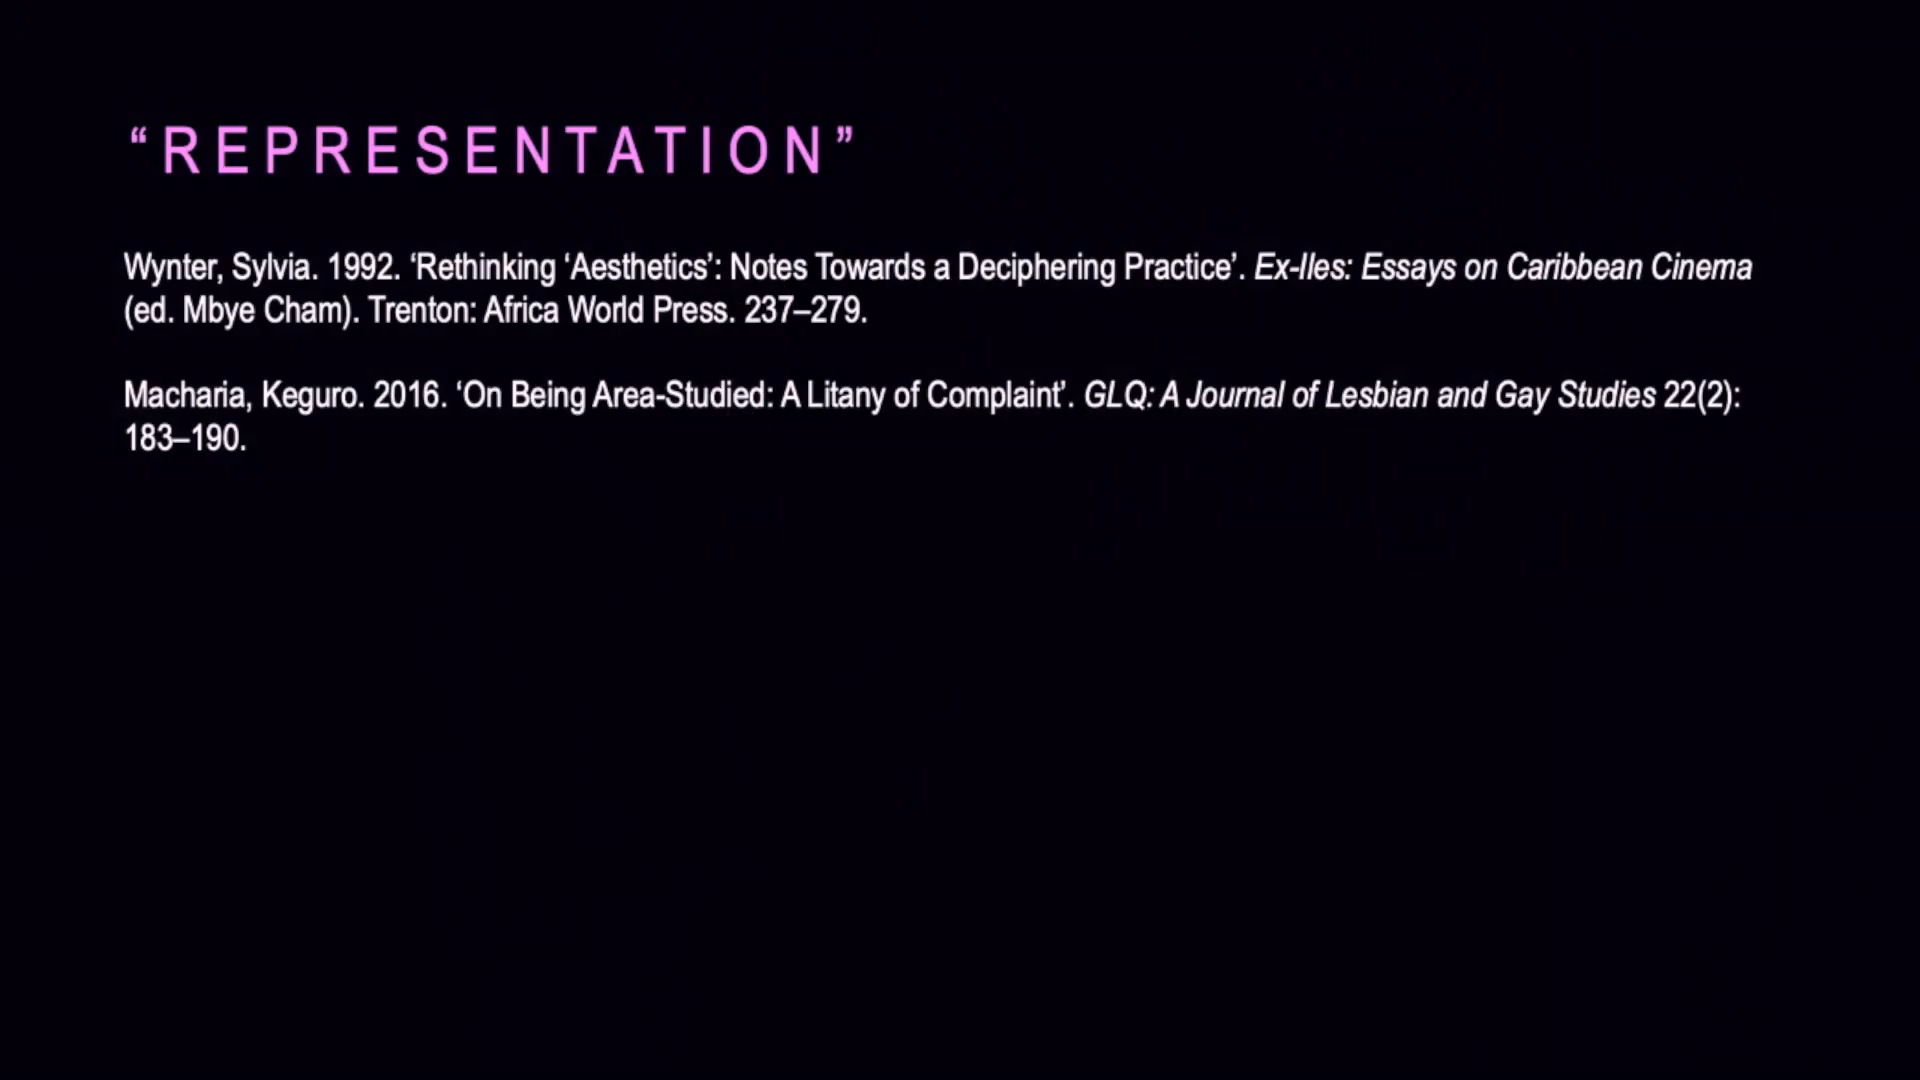 “REPRESENTATION”
Wynter, Sylvia. 1992. ‘Rethinking ‘Aesthetics’: Notes Towards a Deciphering Practice’. Ex-Iles: Essays on Caribbean Cinema
(ed. Mbye Cham). Trenton: Africa World Press. 237–279.
Macharia, Keguro. 2016. ‘On Being Area-Studied: A Litany of Complaint’. GLQ: A Journal of Lesbian and Gay Studies 22(2):
183–190.